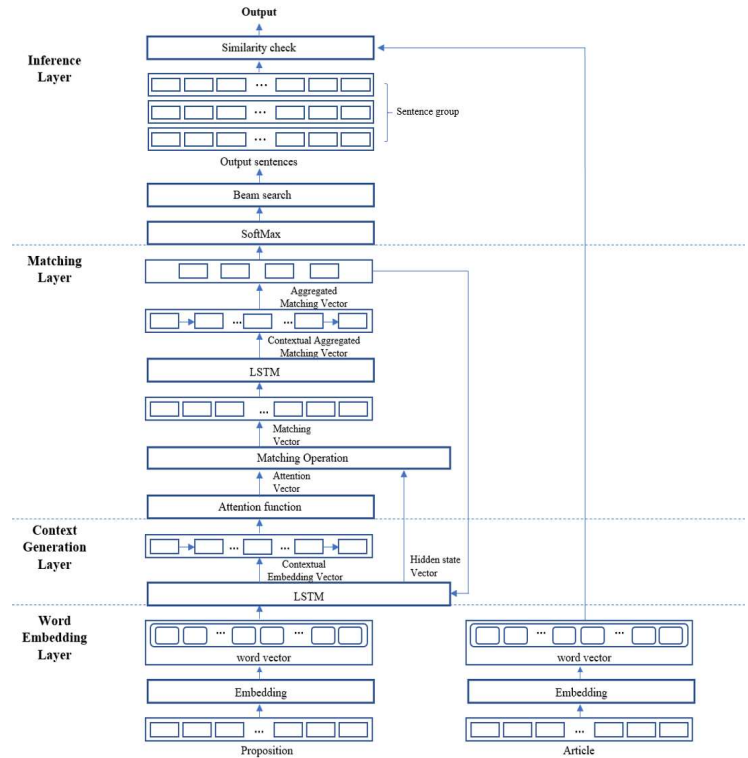 Output
Similarity check
Inference
Layer
...
...
Sentence group
...
Output sentences
Beam search
SoftMax
Matching
Layer
Aggregated
Matching Vector
... ...
Contextual Aggregated
Matching Vector
LSTM
...
Matching
Vector
Matching Operation
Attention
Vector
Attention function
Context
Generation
Layer
... ...
Contextual
Embedding Vector
Hidden state
Vector
LSTM
Word
Embedding
Layer
... ...
word vector
... ...
word vector
Embedding
Embedding
...
...
Proposition
Article